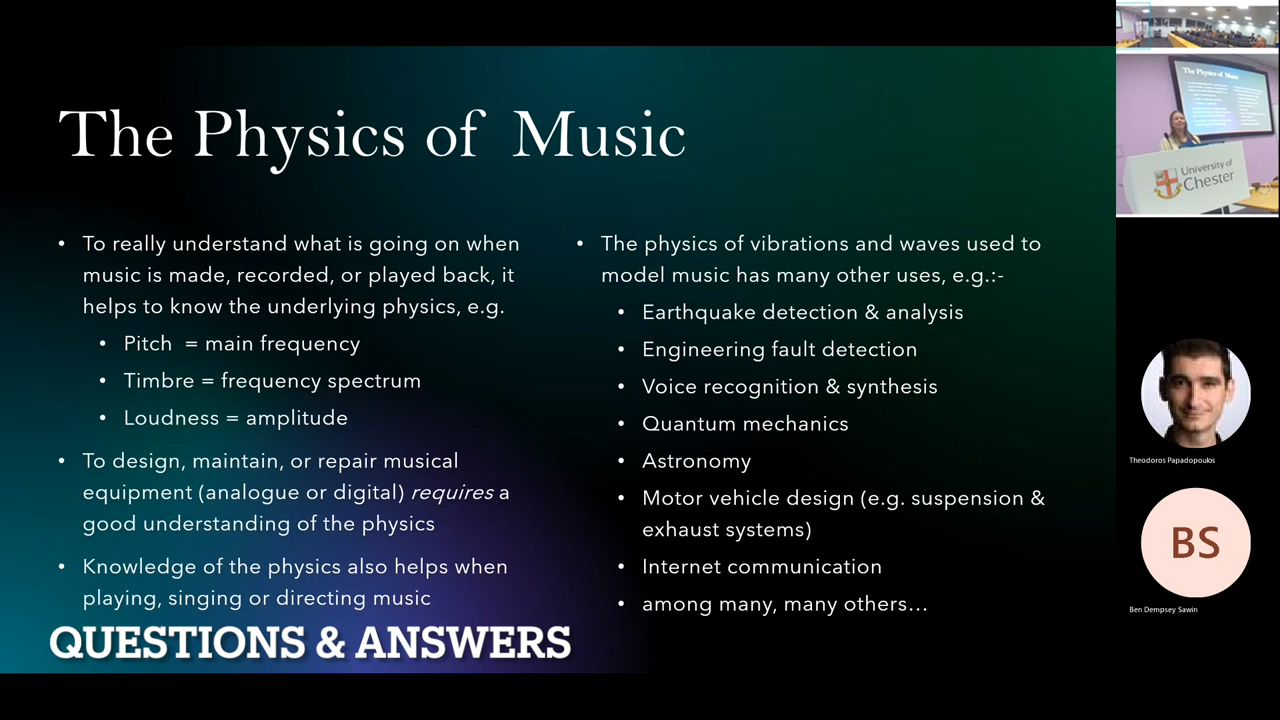 The Physics of Music
• To really understand what is going on when
music is made, recorded, or played back, it
helps to know the underlying physics, e.g.
• Pitch = main frequency
• Timbre = frequency spectrum
• Loudness = amplitude
• To design, maintain, or repair musical
equipment (analogue or digital) requires a
good understanding of the physics
• Knowledge of the physics also helps when
playing, singing or directing music
• The physics of vibrations and waves used to
model music has many other uses, e.g.:-
• Earthquake detection & analysis
• Engineering fault detection
• Voice recognition & synthesis
• Quantum mechanics
• Astronomy
• Motor vehicle design (e.g. suspension &
exhaust systems)
• Internet communication
• among many, many others…
QUESTIONS & ANSWERS
The Physics of Music
University of
Chester
Theodoros Papadopoulos
BS
Ben Dempsey Sawin